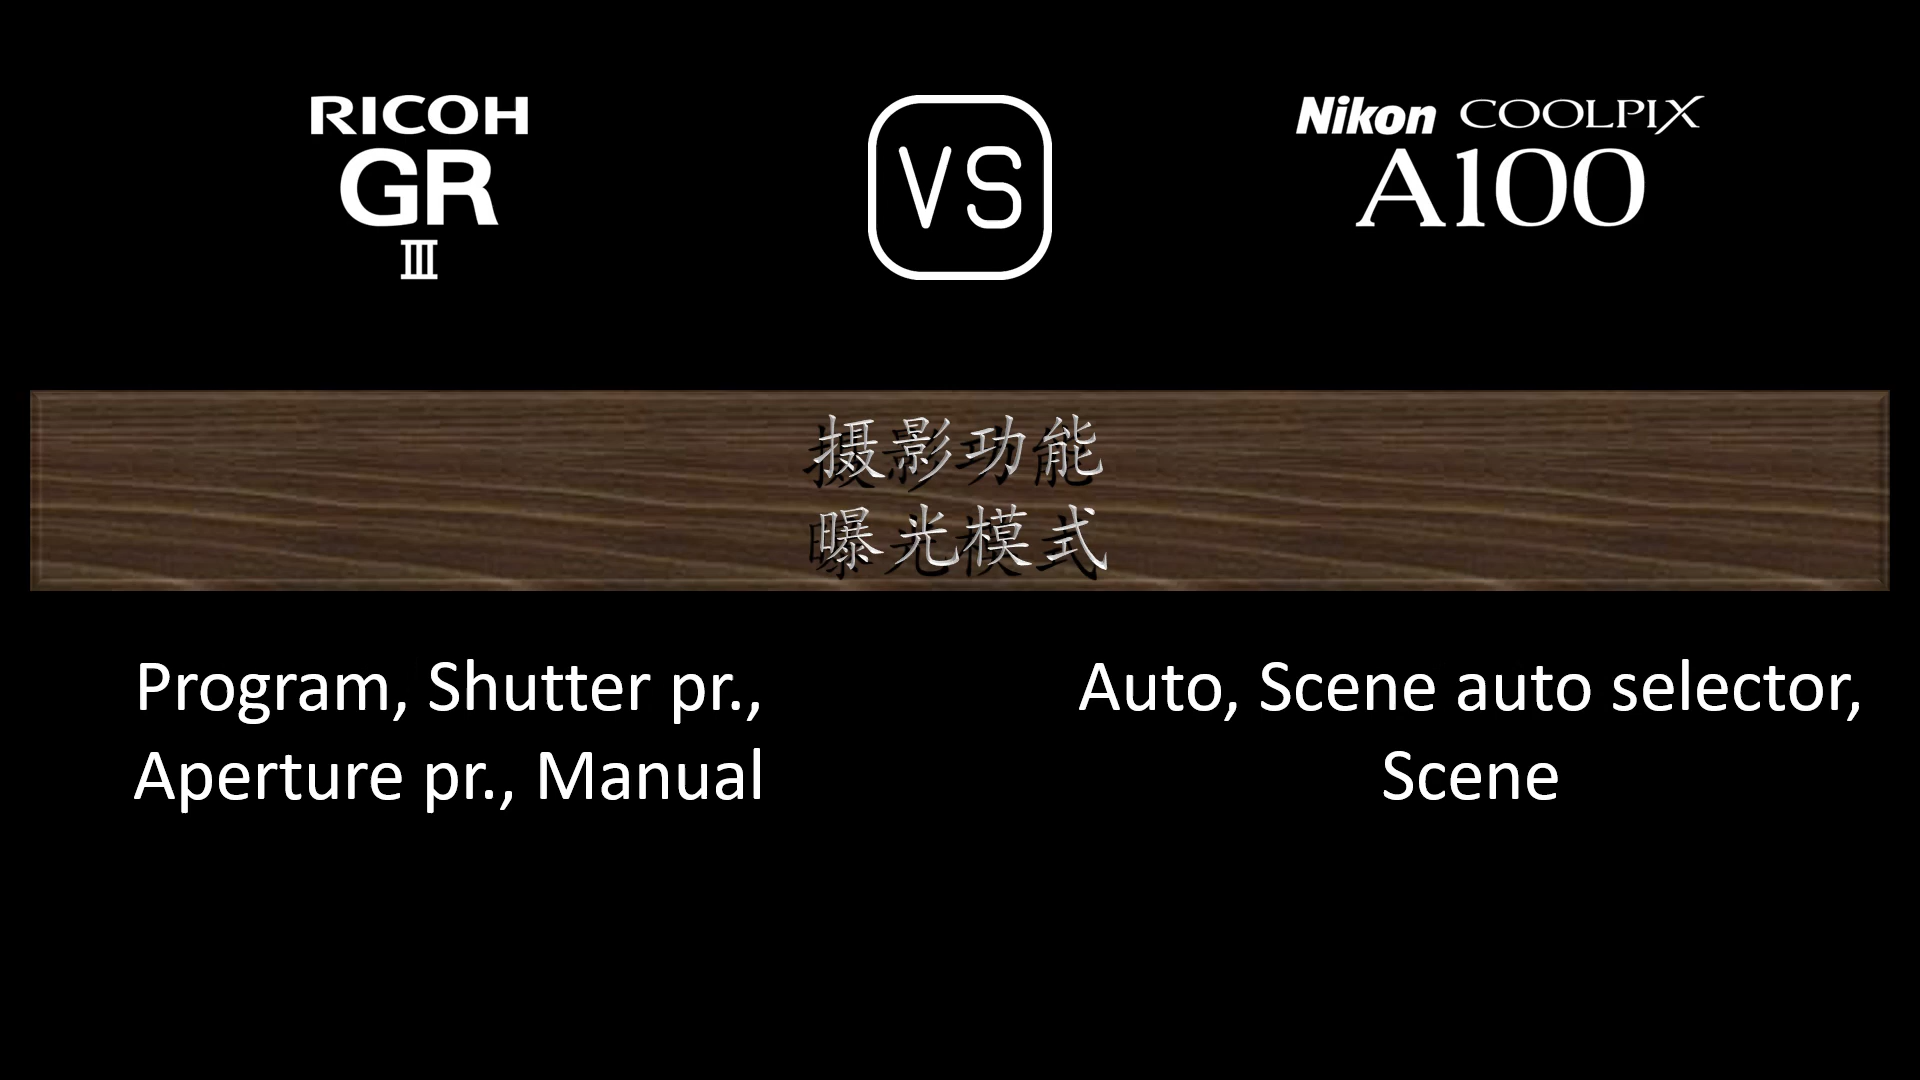 RICOH
GR
III
VS
Nikon COOLPIX
A100
摄影功能
曝光模式
Program, Shutter pr.,
Aperture pr., Manual
Auto, Scene auto selector,
Scene